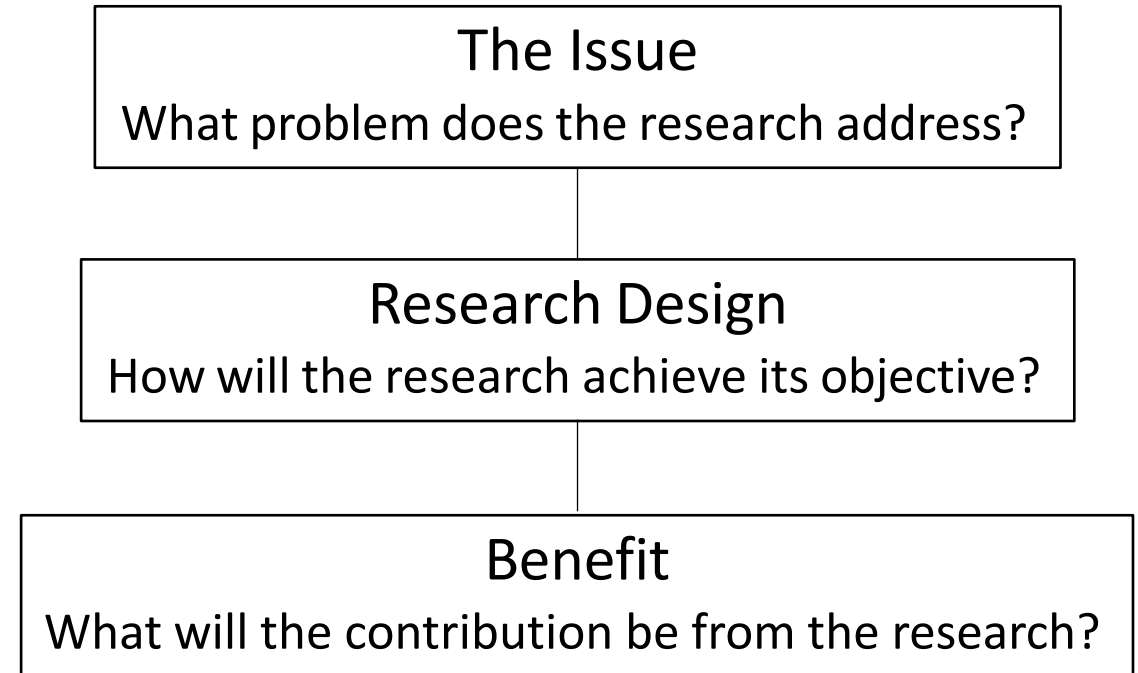 The Issue
What problem does the research address?
Research Design
How will the research achieve its objective?
Benefit
What will the contribution be from the research?